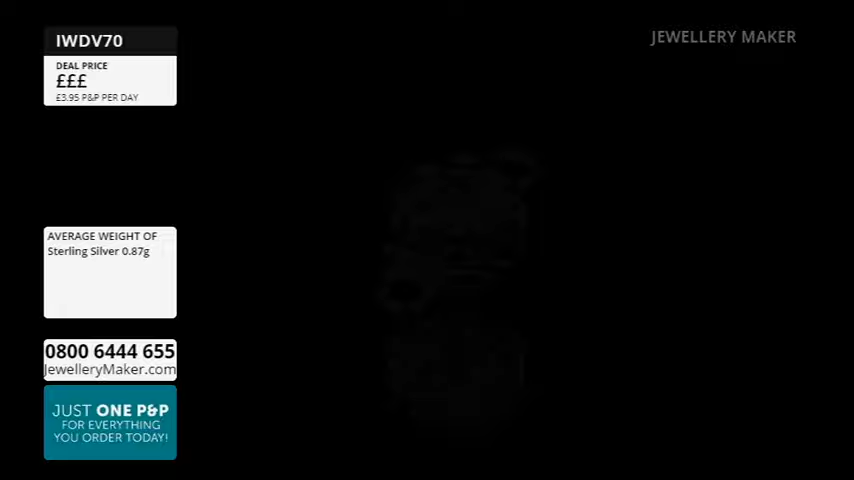 IWDV70
JEWELLERY MAKER
DEAL PRICE
£££
£3.95 P&P PER DAY
AVERAGE WEIGHT OF
Sterling Silver 0.87g
0800 6444 655
JewelleryMaker.com
JUST ONE P&P
FOR EVERYTHING
YOU ORDER TODAY!